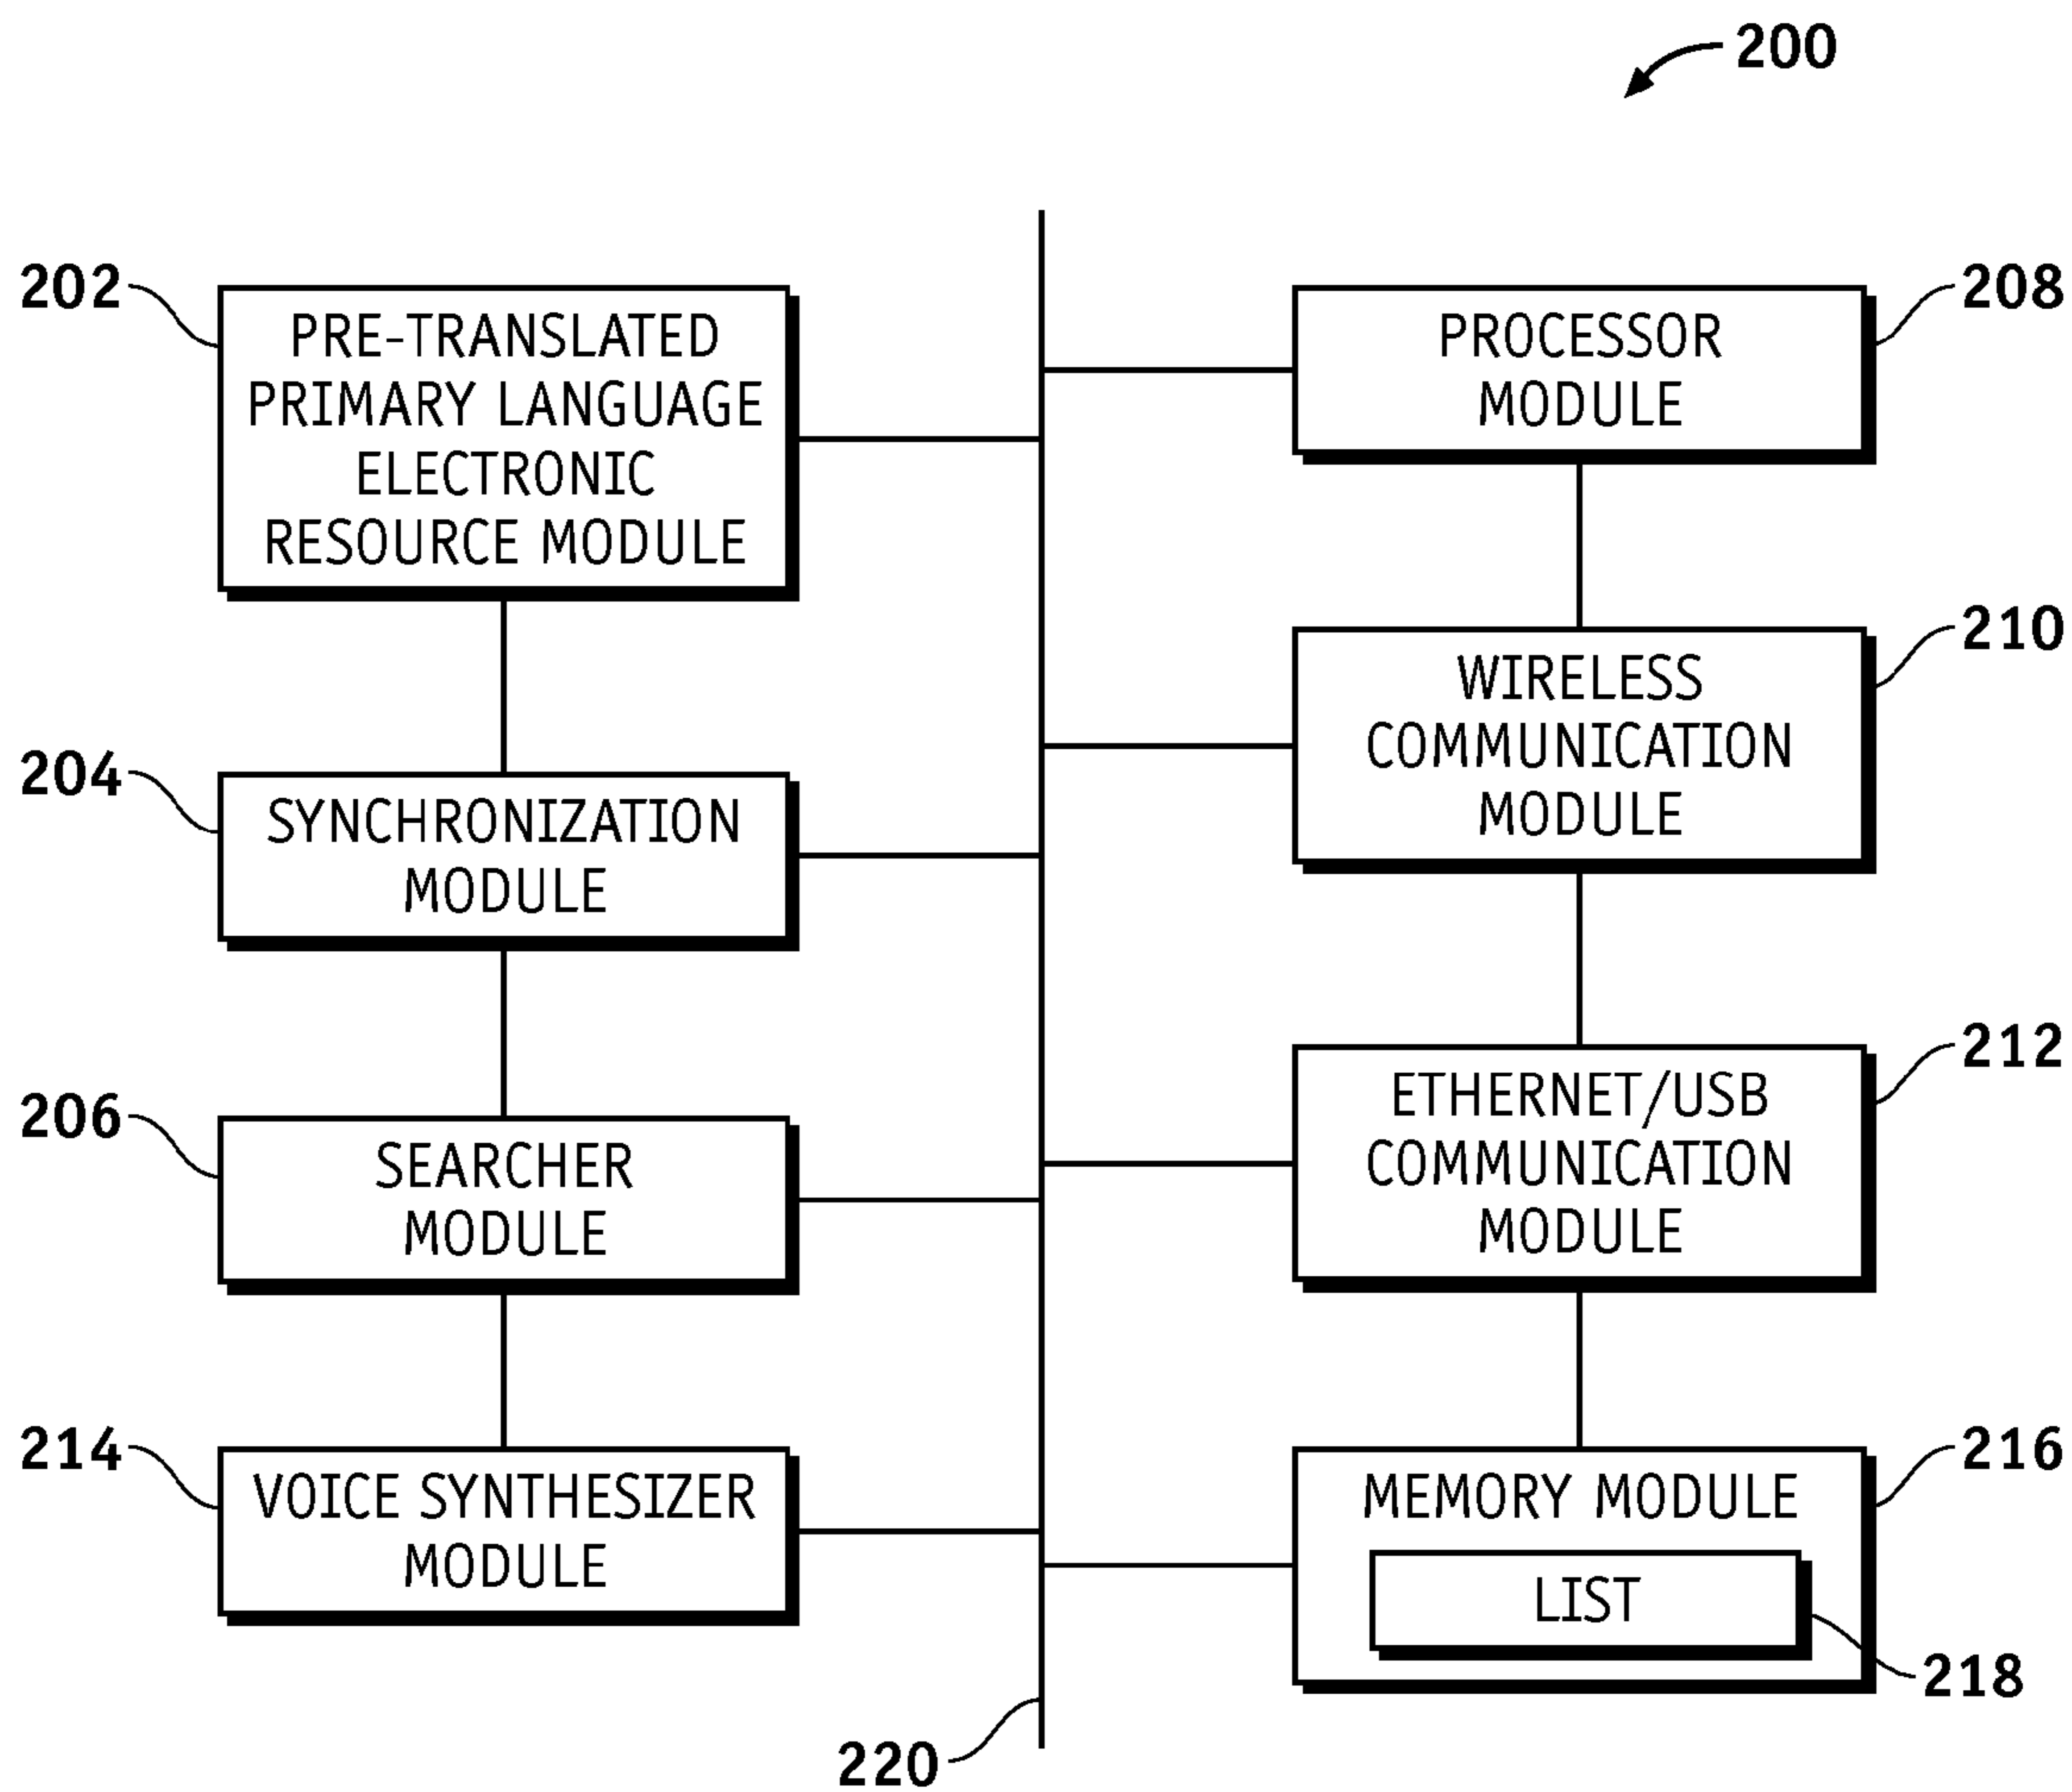 200
202
PRE-TRANSLATED
PRIMARY LANGUAGE
ELECTRONIC
RESOURCE MODULE
204
SYNCHRONIZATION
MODULE
206
SEARCHER
MODULE
214
VOICE SYNTHESIZER
MODULE
208
PROCESSOR
MODULE
210
WIRELESS
COMMUNICATION
MODULE
212
ETHERNET/USB
COMMUNICATION
MODULE
216
MEMORY MODULE
LIST
218
220